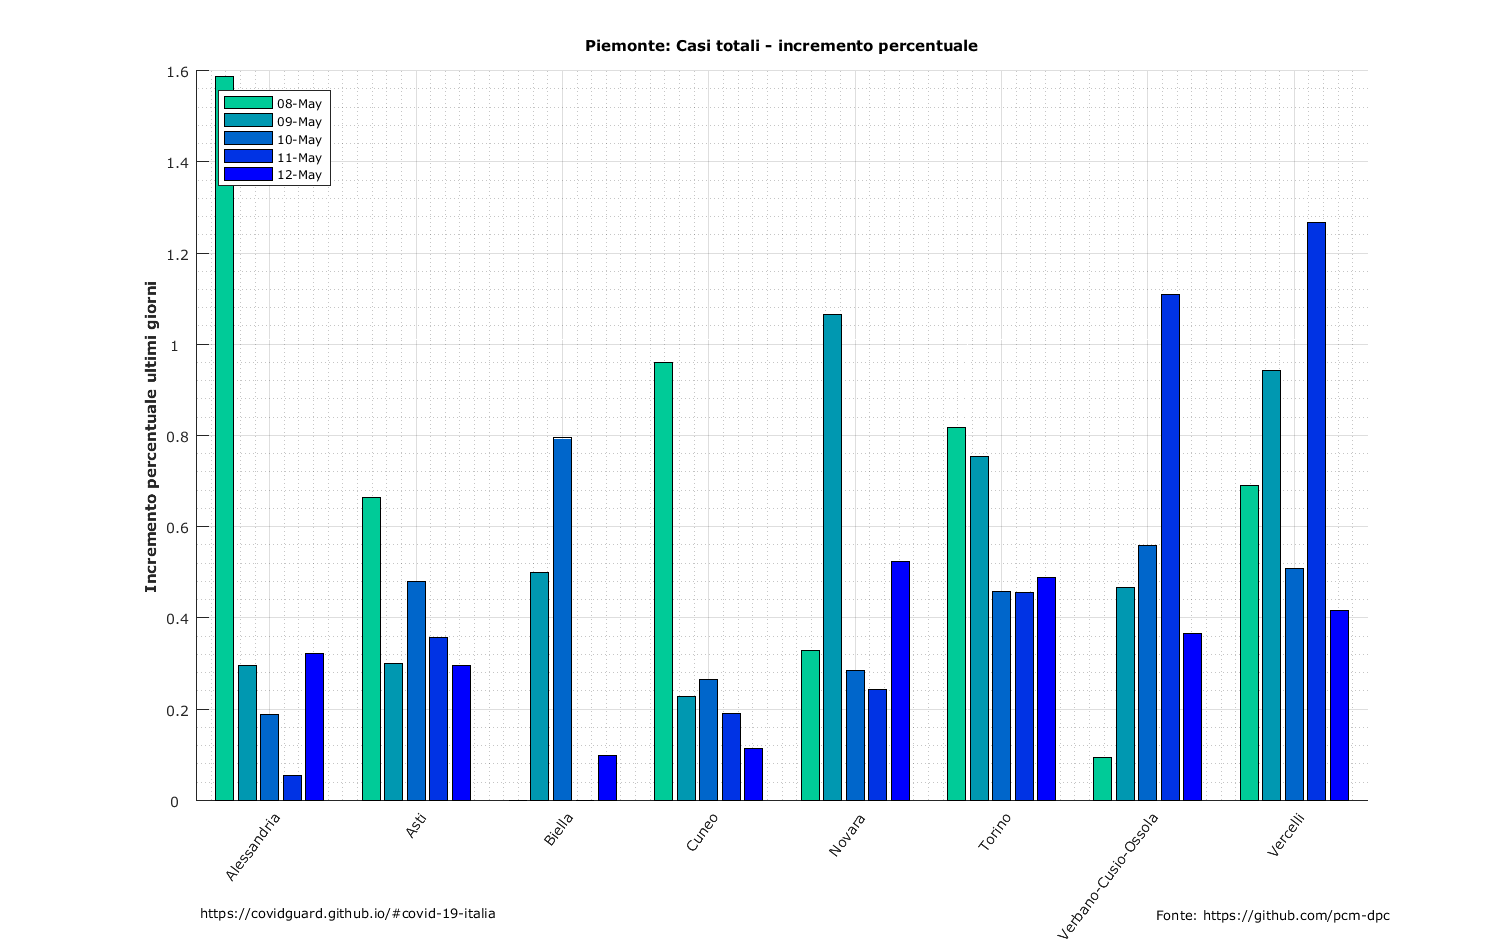 Piemonte: Casi totali - incremento percentuale
Incremento percentuale ultimi giorni
1.6
1.4
1.2
1
0.8
0.6
0.4
0.2
0
08-May
09-May
10-May
11-May
12-May
Alessandria
Asti
Biella
Cuneo
Novara
Torino
Verbano-Cusio-Ossola
Vercelli
https://covidguard.github.io/#covid-19-italia
Fonte: https://github.com/pcm-dpc